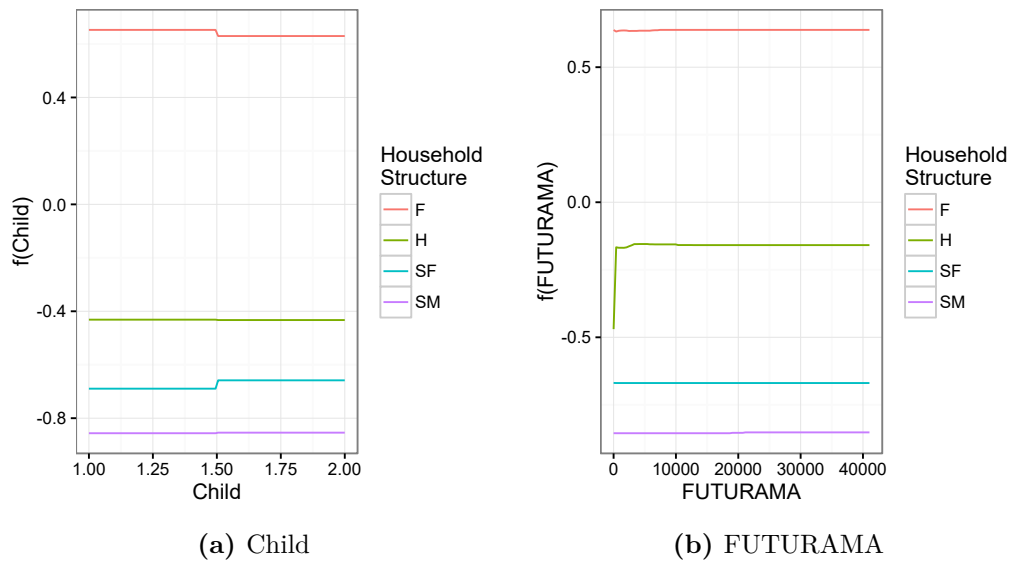 0.4
0.0
-0.4
-0.8
f(Child)
1.00 1.25 1.50 1.75 2.00
Child
Household
Structure
F
H
SF
SM
(a) Child
0.5
0.0
-0.5
f(FUTURAMA)
0 10000 20000 30000 40000
FUTURAMA
Household
Structure
F
H
SF
SM
(b) FUTURAMA